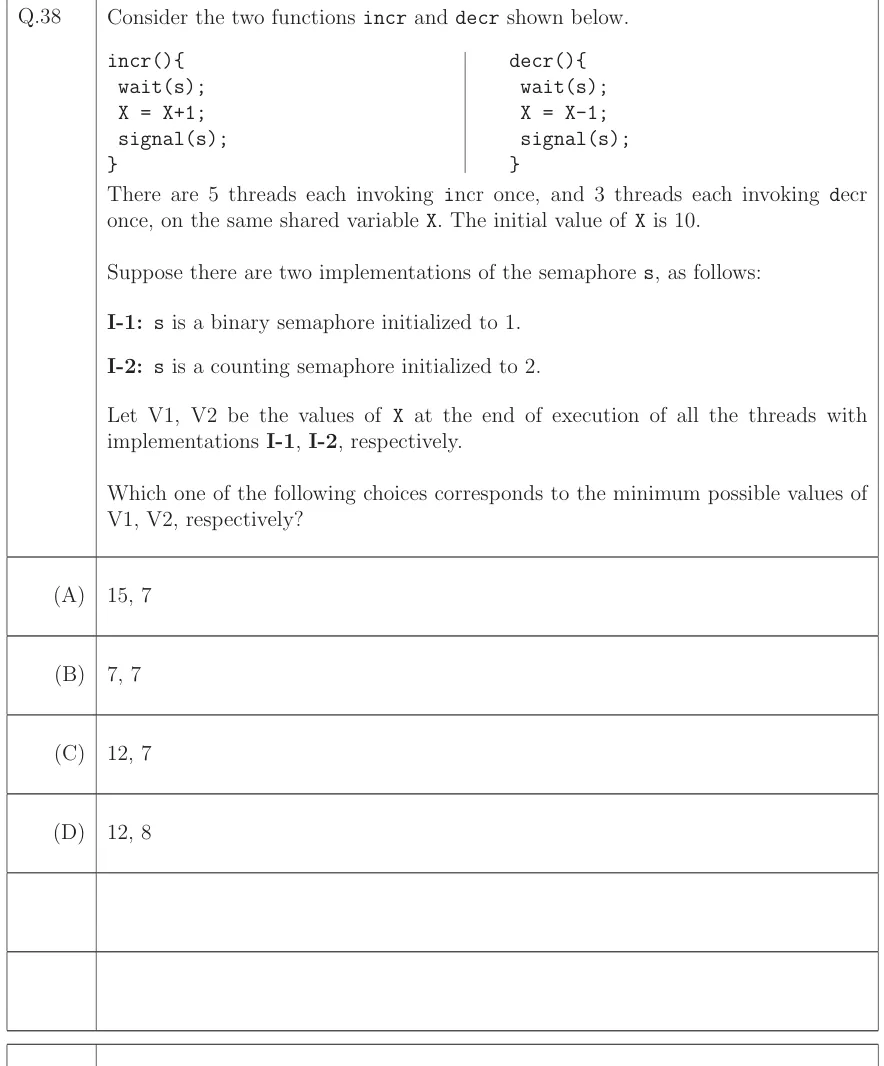 Q.38 Consider the two functions incr and decr shown below.
incr(){
wait(s);
X = X+1;
signal(s);
}
decr(){
wait(s);
X = X-1;
signal(s);
}
There are 5 threads each invoking incr once, and 3 threads each invoking decr
once, on the same shared variable X. The initial value of X is 10.
Suppose there are two implementations of the semaphore s, as follows:
I-1: s is a binary semaphore initialized to 1.
I-2: s is a counting semaphore initialized to 2.
Let V1, V2 be the values of X at the end of execution of all the threads with
implementations I-1, I-2, respectively.
Which one of the following choices corresponds to the minimum possible values of
V1, V2, respectively?
(A) 15, 7
(B) 7, 7
(C) 12, 7
(D) 12, 8